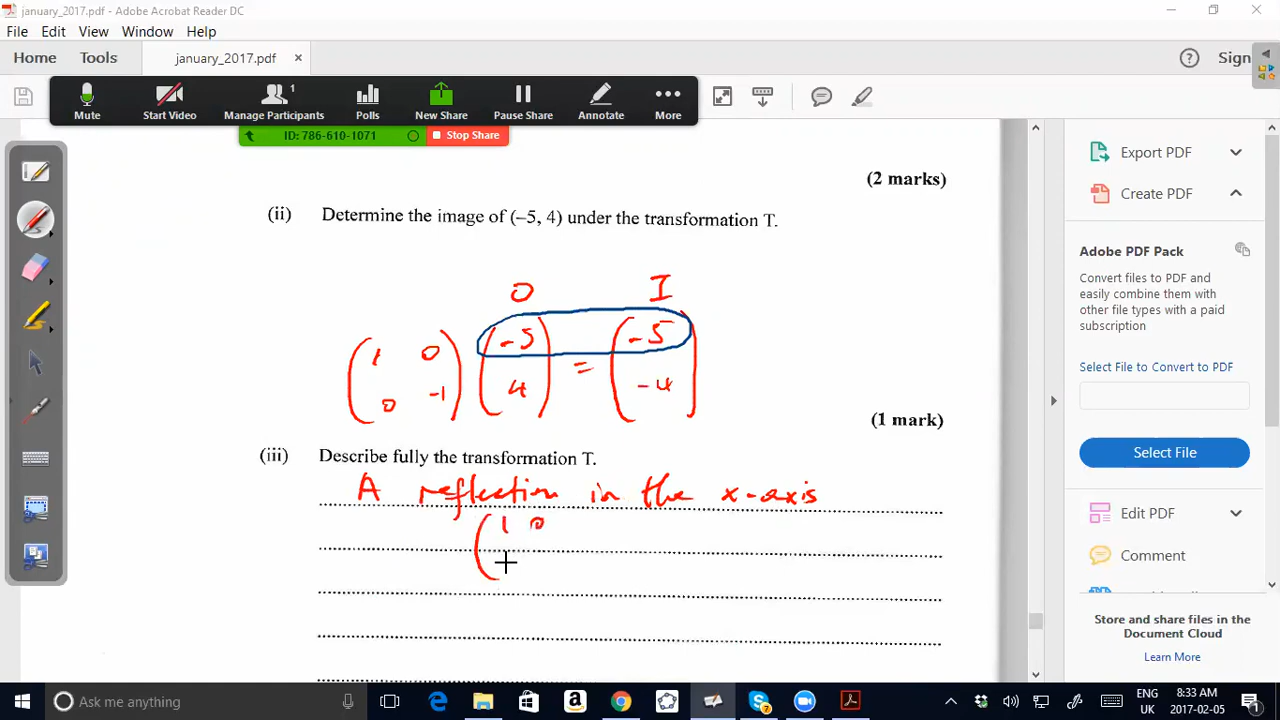 january_2017.pdf - Adobe Acrobat Reader DC
File Edit View Window Help
Home Tools january_2017.pdf × Sign
1
Mute Start Video Manage Participants Polls New Share Pause Share Annotate More
ID: 786-610-1071 Stop Share
(2 marks)
(ii) Determine the image of (–5, 4) under the transformation T.
O I
1 0 -5 = -5
0 -1 4 -4
(1 mark)
(iii) Describe fully the transformation T.
A reflection in the x-axis
1 0
Export PDF
Create PDF
Adobe PDF Pack
Convert files to PDF and
easily combine them with
other file types with a paid
subscription
Select File to Convert to PDF
Select File
Edit PDF
Comment
Store and share files in the
Document Cloud
Learn More
Ask me anything
7
ENG 8:33 AM
UK 2017-02-05